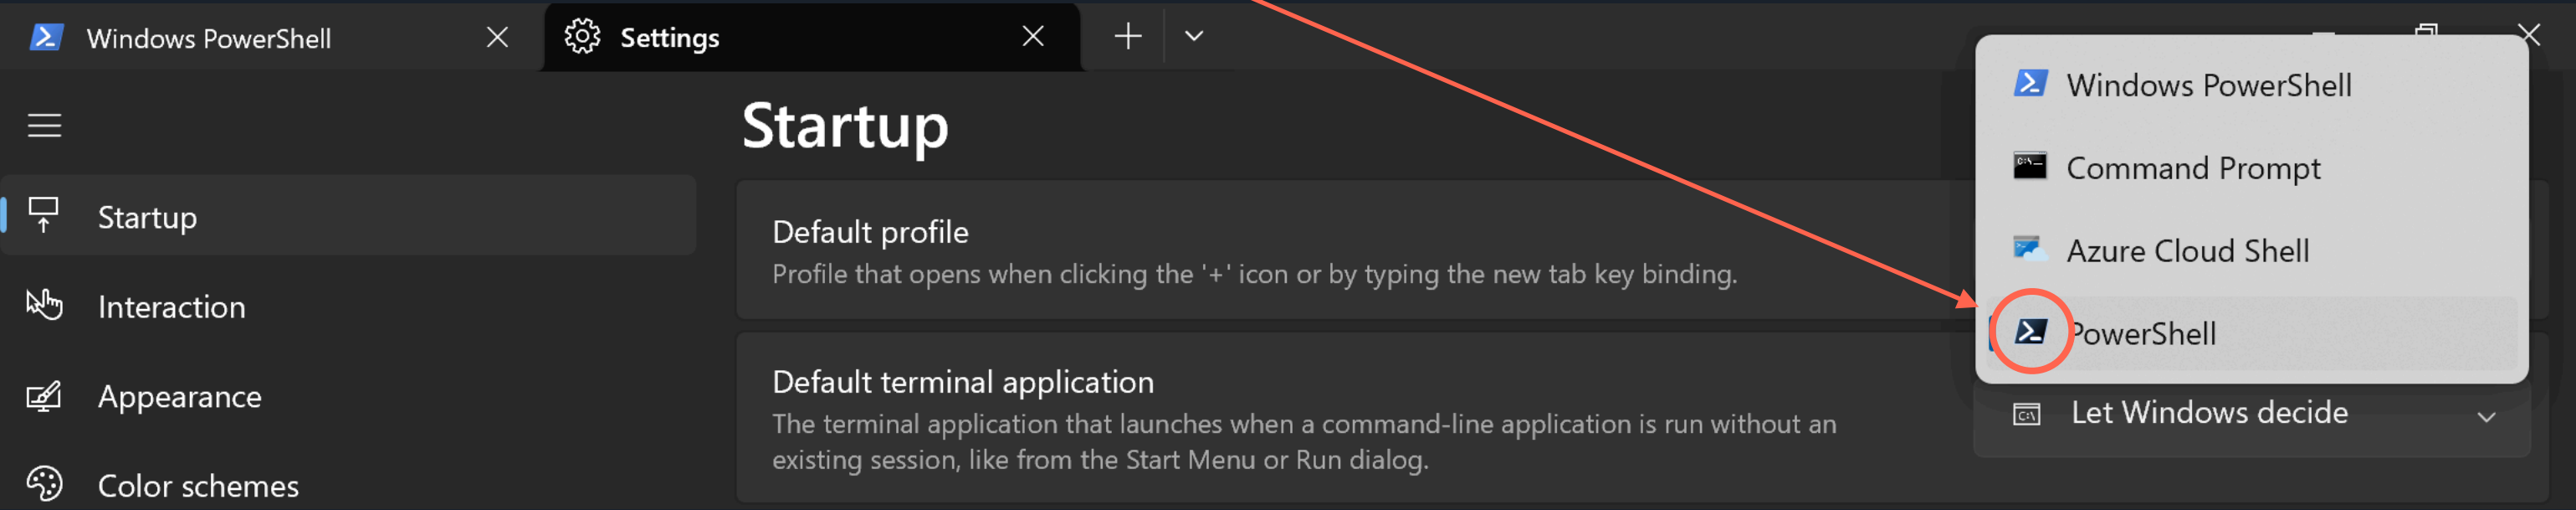 Windows PowerShell
Settings
Startup
Interaction
Appearance
Color schemes
Startup
Default profile
Profile that opens when clicking the '+' icon or by typing the new tab key binding.
Default terminal application
The terminal application that launches when a command-line application is run without an
existing session, like from the Start Menu or Run dialog.
Windows PowerShell
Command Prompt
Azure Cloud Shell
PowerShell
Let Windows decide